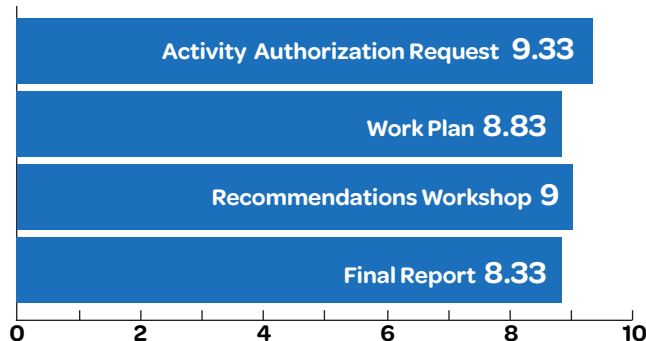 Activity Authorization Request 9.33
Work Plan 8.83
Recommendations Workshop 9
Final Report 8.33
0 2 4 6 8 10